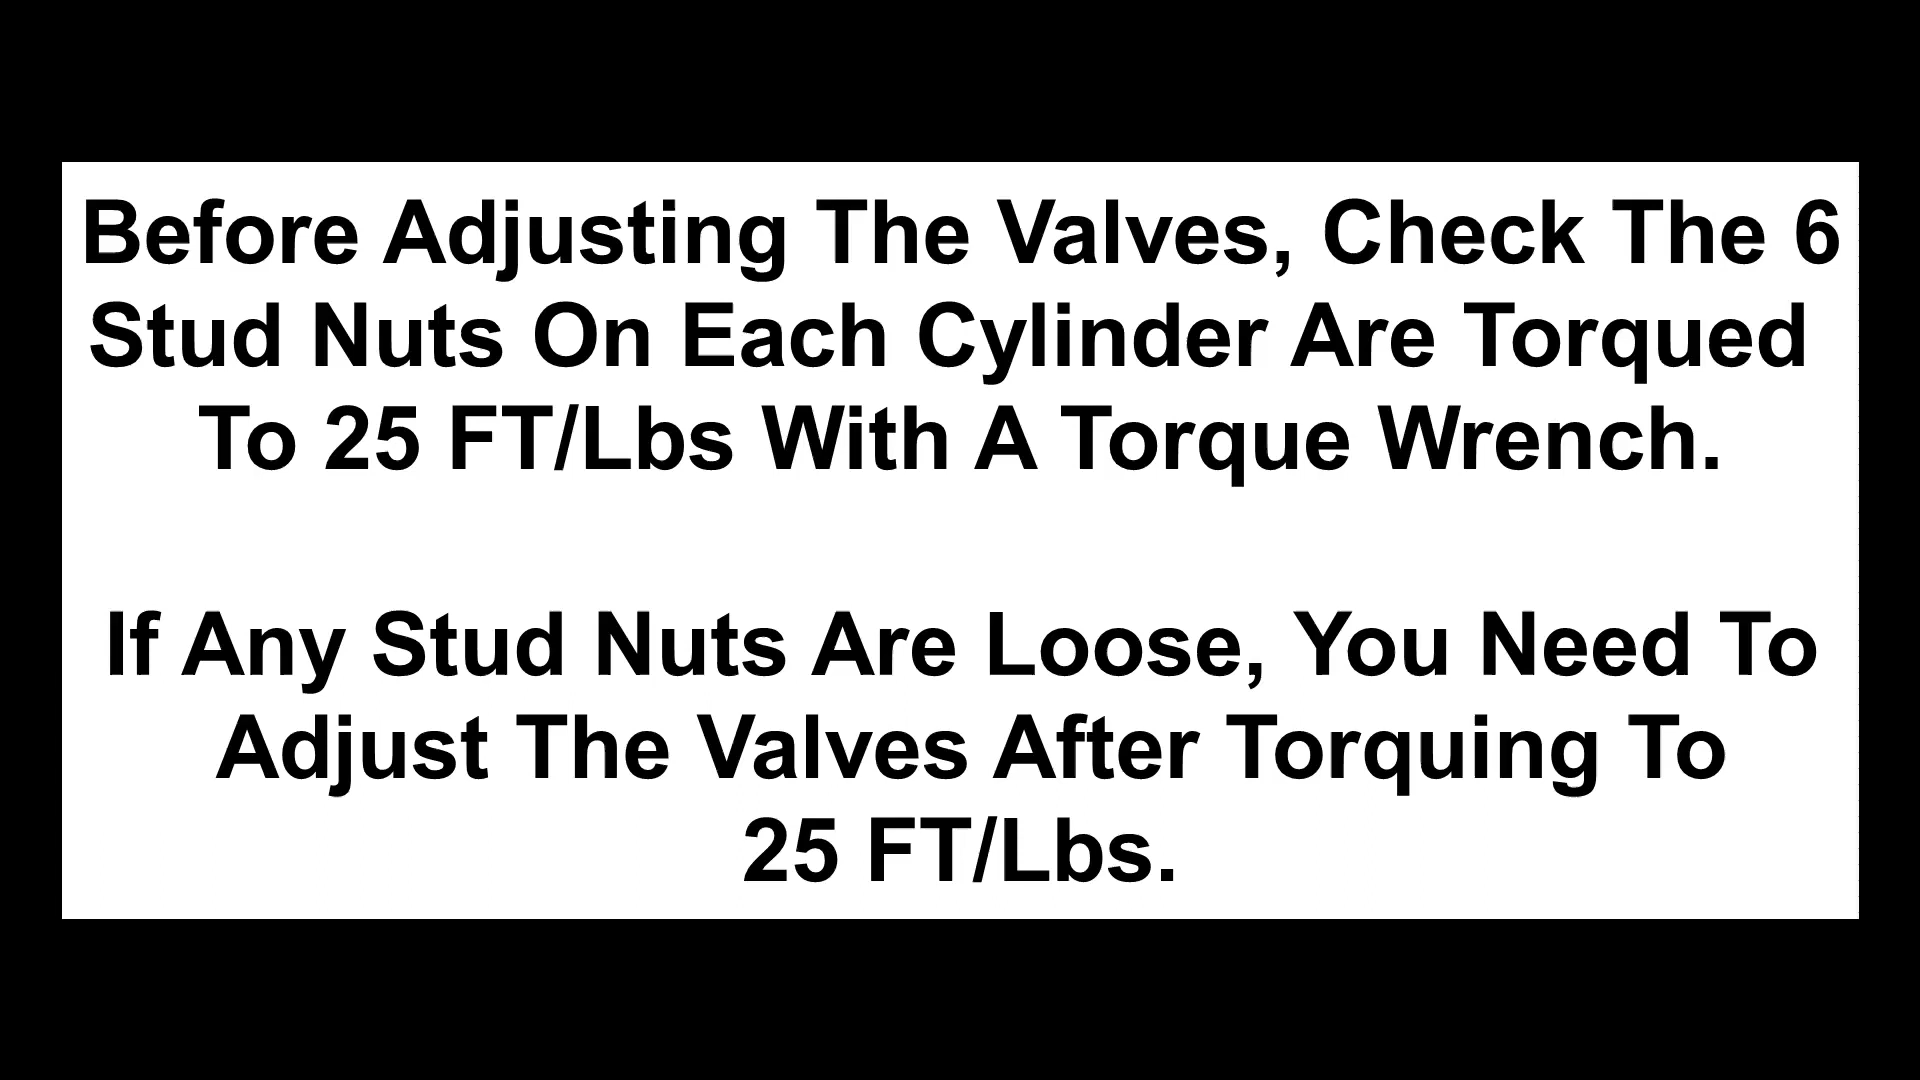 Before Adjusting The Valves, Check The 6
Stud Nuts On Each Cylinder Are Torqued
To 25 FT/Lbs With A Torque Wrench.
If Any Stud Nuts Are Loose, You Need To
Adjust The Valves After Torquing To
25 FT/Lbs.